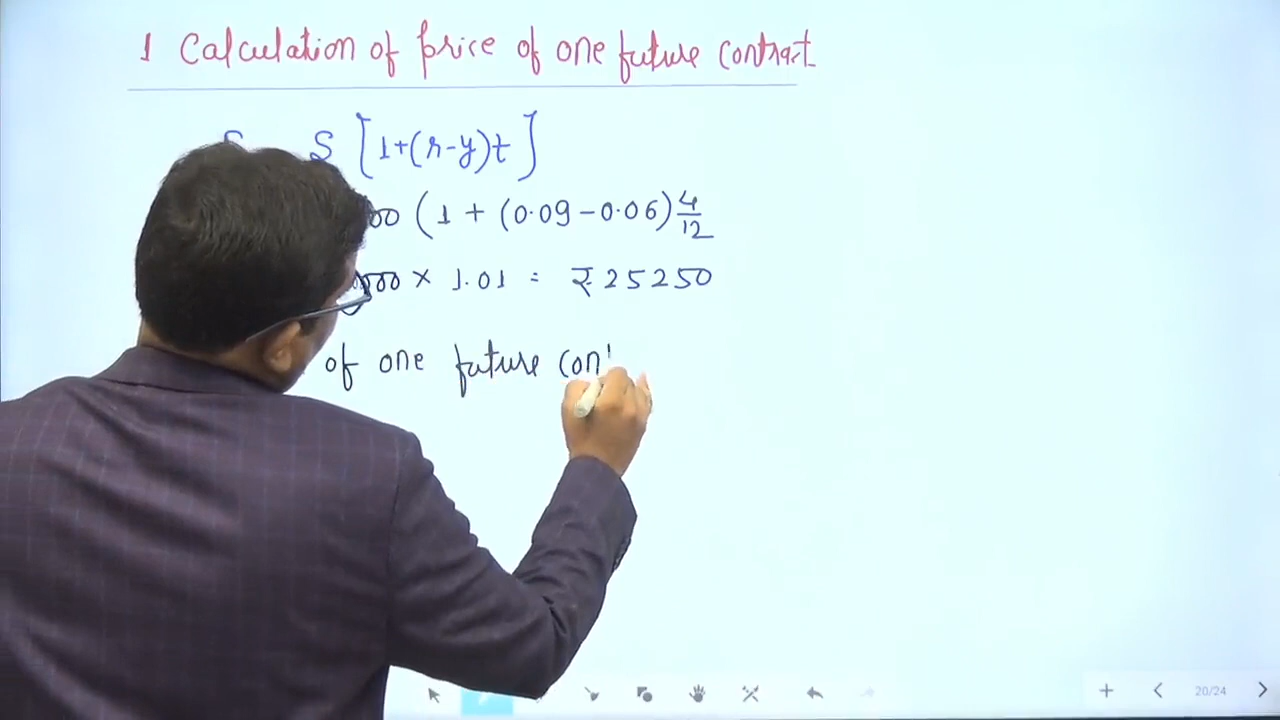 1 Calculation of price of one future contract
S [1+(r-y)t]
(1 + (0.09-0.06) 4/12
× 1.01 = ₹ 25250
of one future con
20/24